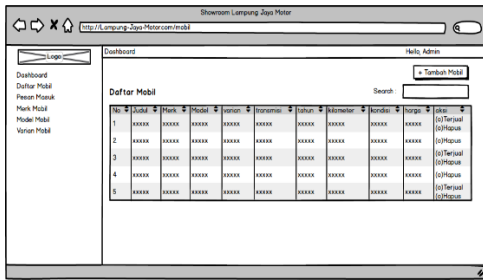 Showroom Lampung Jaya Motor
http://Lampung-Jaya-Motor.com/mobil
Logo
Dashboard
Hello, Admin
Dashboard
Daftar Mobil
Pesan Masuk
Merk Mobil
Model Mobil
Varian Mobil
+ Tambah Mobil
Daftar Mobil
Search
No Judul Merk Model varian transmisi tahun kilometer kondisi harga aksi
1 xxxxx xxxxx xxxxx xxxxx xxxxx xxxxx xxxxx xxxxx xxxxx (o)Terjual
(o)Hapus
2 xxxxx xxxxx xxxxx xxxxx xxxxx xxxxx xxxxx xxxxx xxxxx (o)Hapus
3 xxxxx xxxxx xxxxx xxxxx xxxxx xxxxx xxxxx xxxxx xxxxx (o)Terjual
(o)Hapus
4 xxxxx xxxxx xxxxx xxxxx xxxxx xxxxx xxxxx xxxxx xxxxx (o)Hapus
5 xxxxx xxxxx xxxxx xxxxx xxxxx xxxxx xxxxx xxxxx xxxxx (o)Terjual
(o)Hapus